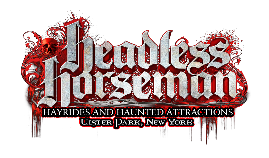 Headless
Horseman
HAYRIDES AND HAUNTED ATTRACTIONS
Ulster Park, New York